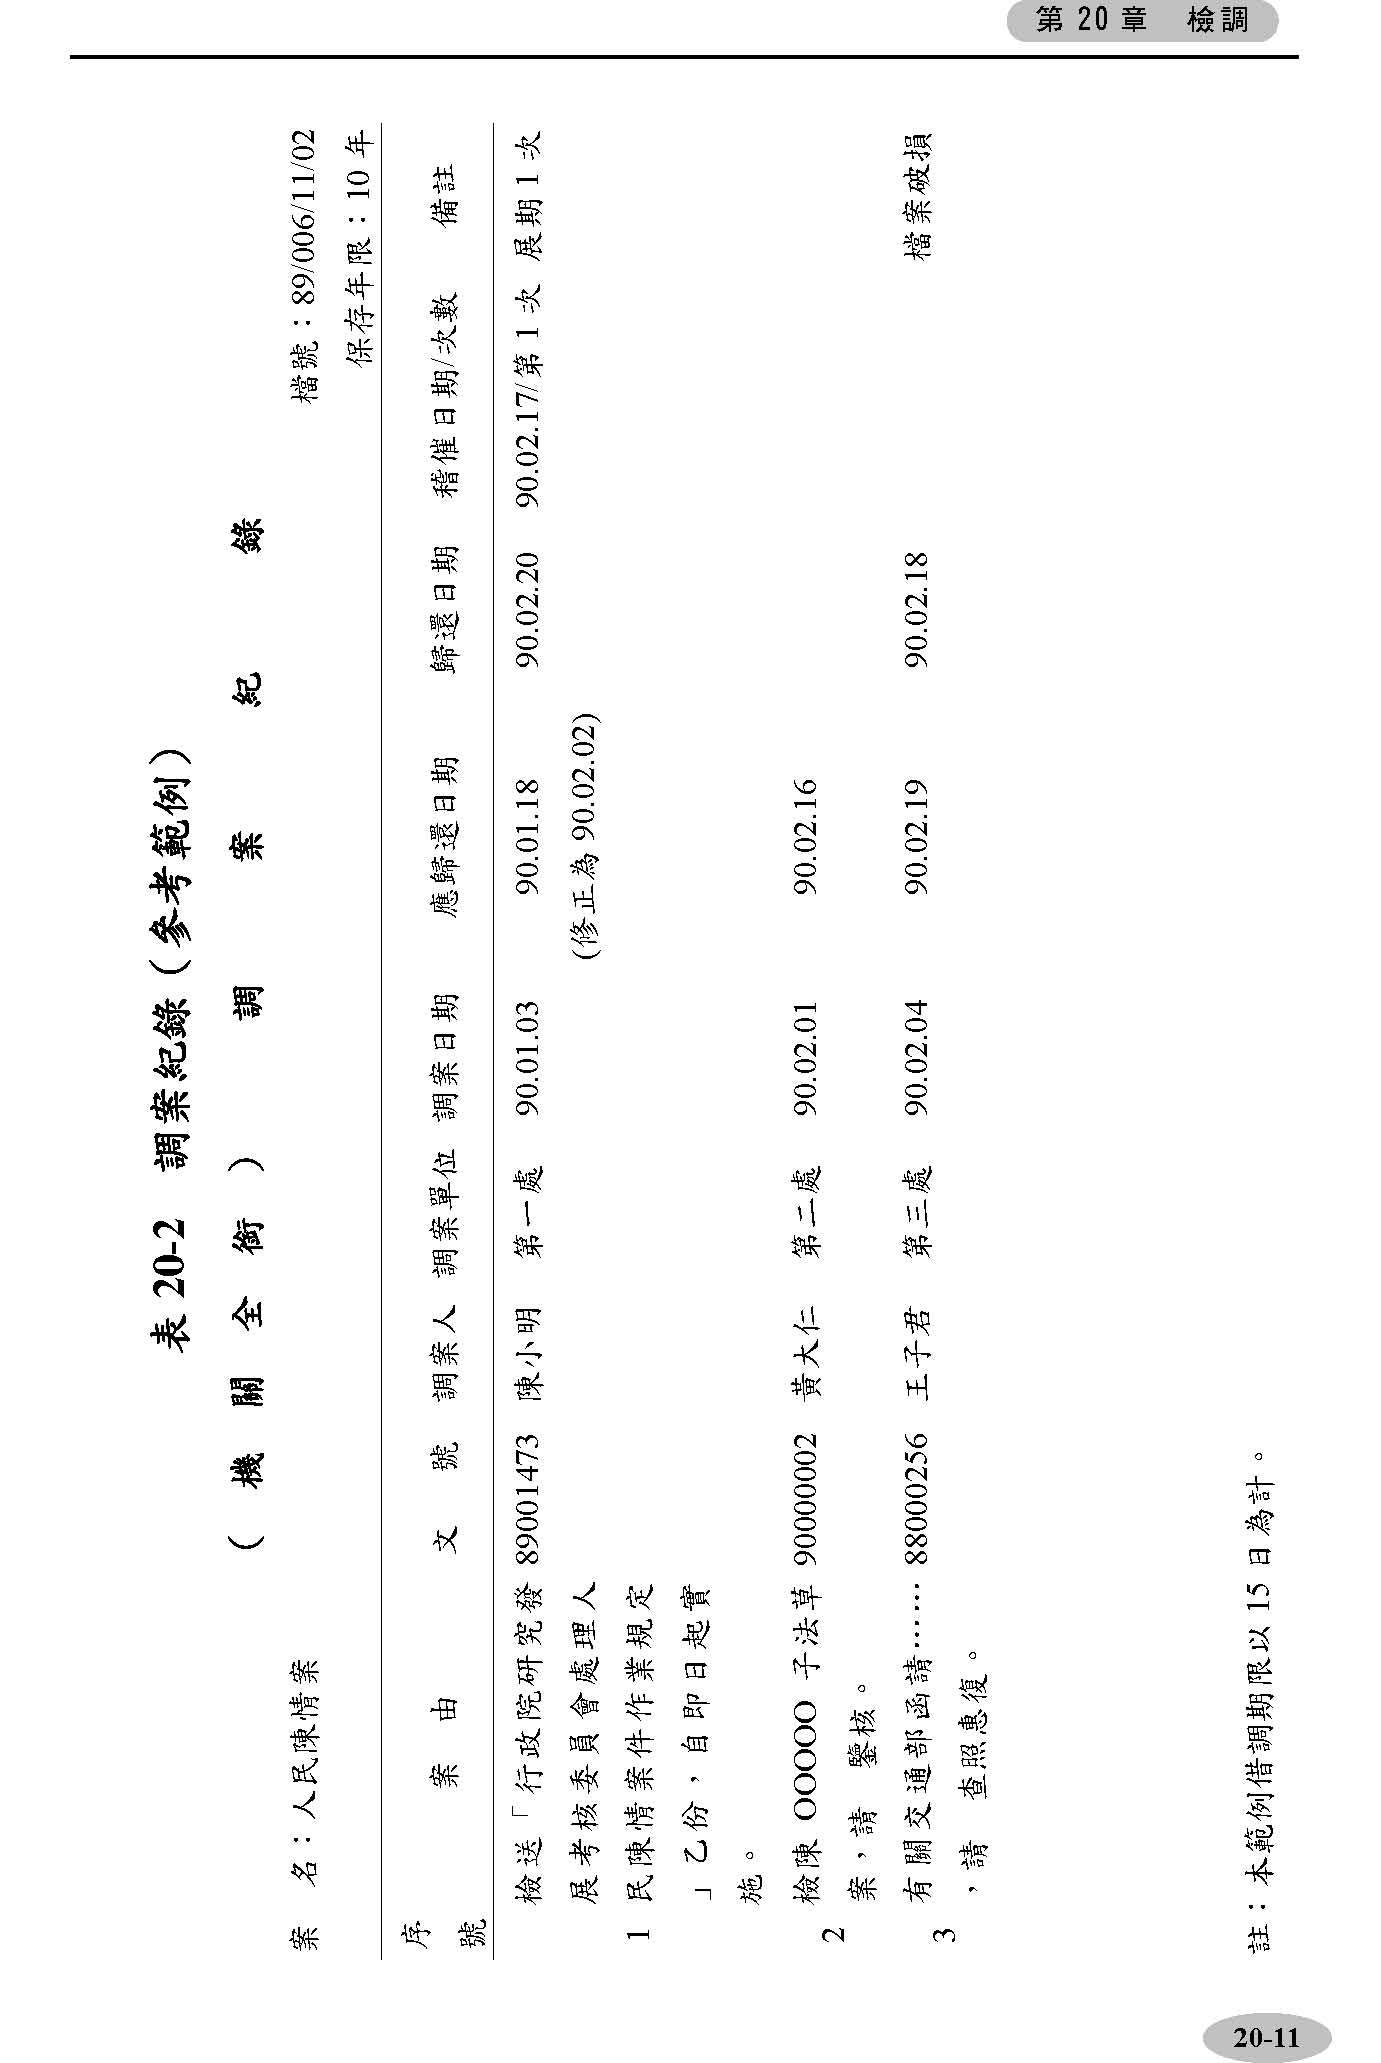 第 20 章 檢調
表 20-2 調案紀錄（參考範例）
（機關全銜） 調案紀錄
案 名：人民陳情案 檔號：89/006/11/02
保存年限：10 年
序號 案由 文號 調案人 調案單位 調案日期 應歸還日期 歸還日期 稽催日期/次數 備註
檢送「行政院研究發 89001473 陳小明 第一處 90.01.03 90.01.18 90.02.20 90.02.17/第 1 次 展期 1 次
展考核委員會處理人 (修正為 90.02.02)
1 民陳情案件作業規定
」乙份，自即日起實
施。
2 檢陳 OOOOO 子法草 90000002 黃大仁 第二處 90.02.01 90.02.16
案，請 鑒核。
3 有關交通部函請…… 88000256 王子君 第三處 90.02.04 90.02.19 90.02.18 檔案破損
，請 查照惠復。
註：本範例借調期限以 15 日為計。
20-11